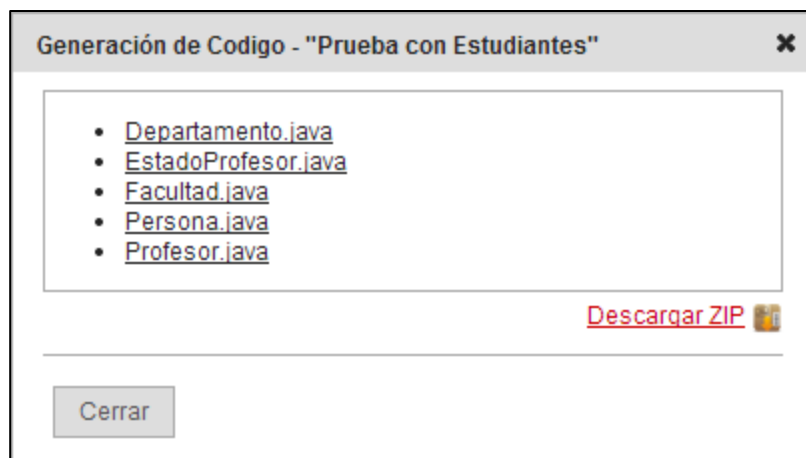 Generación de Codigo - "Prueba con Estudiantes"
Departamento.java
EstadoProfesor.java
Facultad.java
Persona.java
Profesor.java
Descargar ZIP
Cerrar